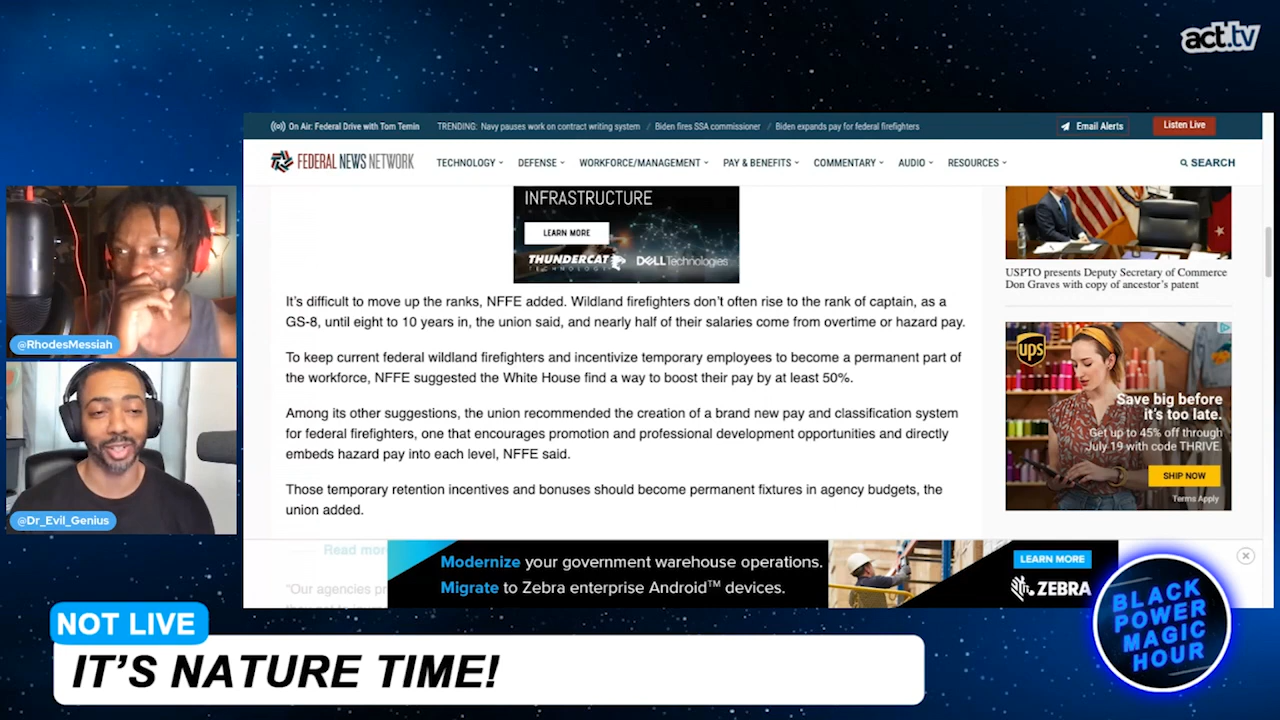 act.tv
On Air: Federal Drive with Tom Temin
TRENDING: Navy pauses work on contract writing system / Biden fires SSA commissioner / Biden expands pay for federal firefighters
Email Alerts
Listen Live
FEDERAL NEWS NETWORK
TECHNOLOGY DEFENSE WORKFORCE/MANAGEMENT PAY & BENEFITS COMMENTARY AUDIO RESOURCES
SEARCH
INFRASTRUCTURE
LEARN MORE
THUNDERCAT
TECHNOLOGY
DELLTechnologies
USPTO presents Deputy Secretary of Commerce
Don Graves with copy of ancestor's patent
It's difficult to move up the ranks, NFFE added. Wildland firefighters don't often rise to the rank of captain, as a
GS-8, until eight to 10 years in, the union said, and nearly half of their salaries come from overtime or hazard pay.
To keep current federal wildland firefighters and incentivize temporary employees to become a permanent part of
the workforce, NFFE suggested the White House find a way to boost their pay by at least 50%.
Among its other suggestions, the union recommended the creation of a brand new pay and classification system
for federal firefighters, one that encourages promotion and professional development opportunities and directly
embeds hazard pay into each level, NFFE said.
Those temporary retention incentives and bonuses should become permanent fixtures in agency budgets, the
union added.
ups
Save big before
it's too late.
Get up to 45% off through
July 19 with code THRIVE.
SHIP NOW
Terms Apply
Read mor
"Our agencies pr
Modernize your government warehouse operations.
Migrate to Zebra enterprise Android™ devices.
LEARN MORE
ZEBRA
@RhodesMessiah
@Dr_Evil_Genius
NOT LIVE
IT'S NATURE TIME!
BLACK
POWER
MAGIC
HOUR